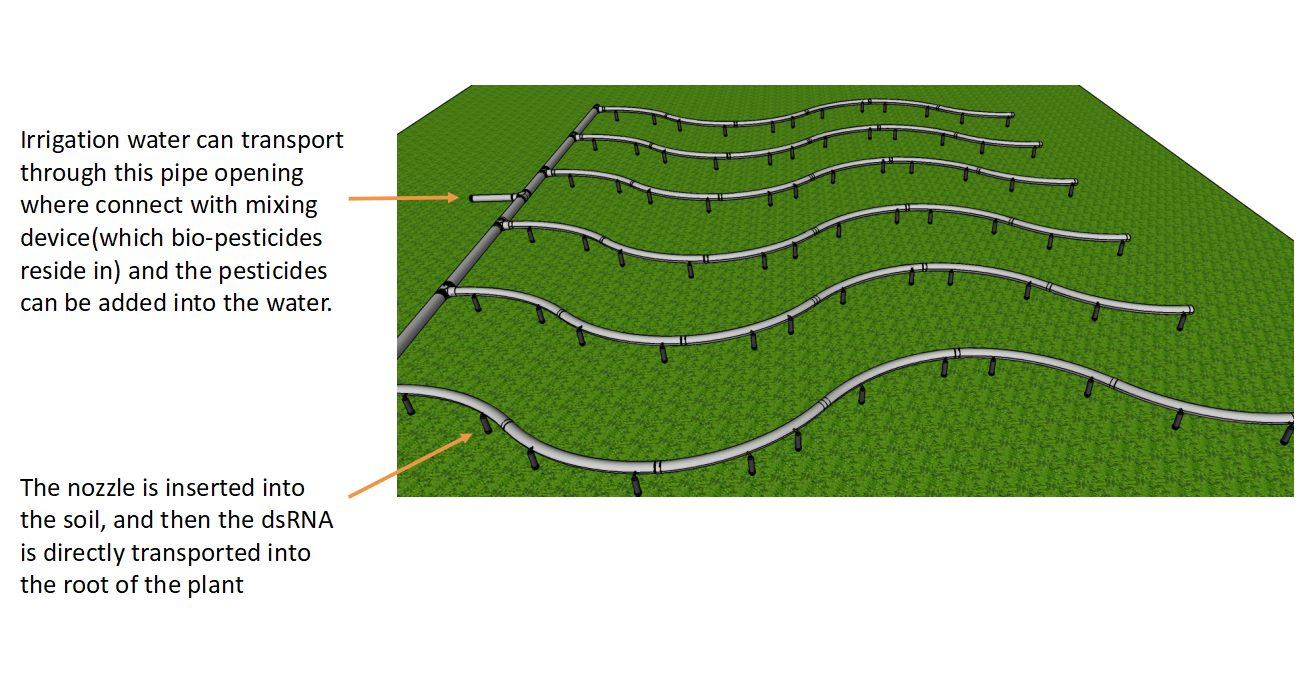 Irrigation water can transport
through this pipe opening
where connect with mixing
device(which bio-pesticides
reside in) and the pesticides
can be added into the water.
The nozzle is inserted into
the soil, and then the dsRNA
is directly transported into
the root of the plant